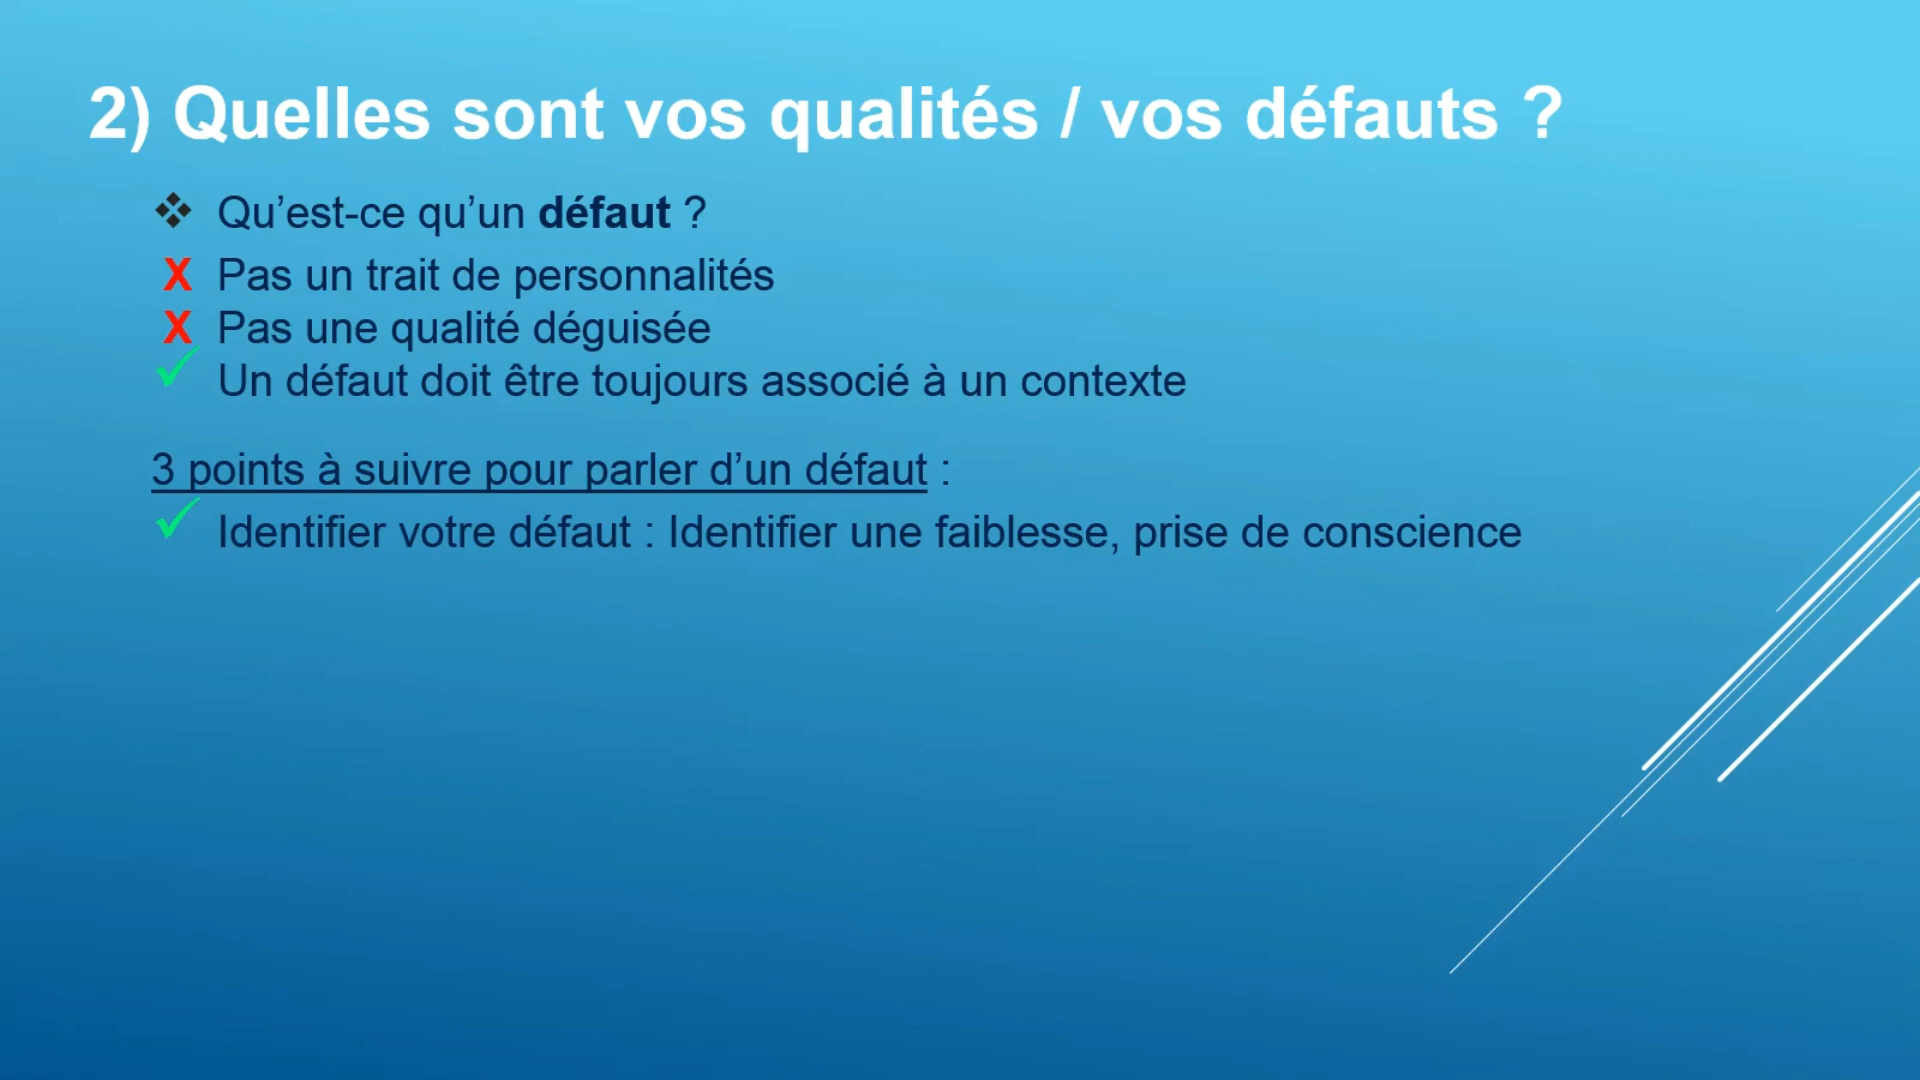 2) Quelles sont vos qualités / vos défauts ?
❖ Qu’est-ce qu’un défaut ?
X Pas un trait de personnalités
X Pas une qualité déguisée
✓ Un défaut doit être toujours associé à un contexte
3 points à suivre pour parler d’un défaut :
✓ Identifier votre défaut : Identifier une faiblesse, prise de conscience